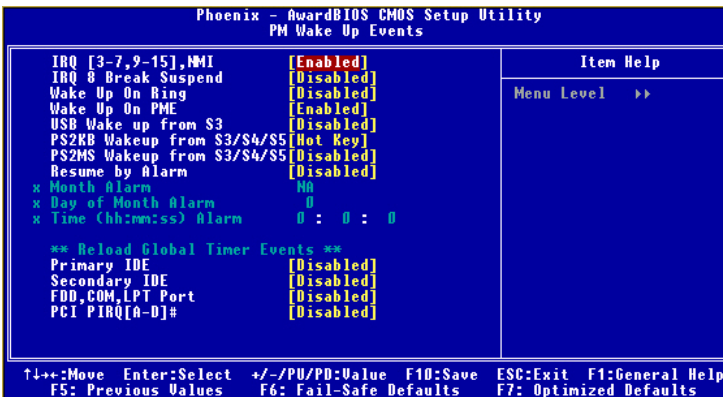 Phoenix - AwardBIOS CMOS Setup Utility
PM Wake Up Events
IRQ [3-7,9-15],NMI [Enabled]
IRQ 8 Break Suspend [Disabled]
Wake Up On Ring [Disabled]
Wake Up On PME [Enabled]
USB Wake up from S3 [Disabled]
PS2KB Wakeup from S3/S4/S5[Hot Key]
PS2MS Wakeup from S3/S4/S5[Disabled]
Resume by Alarm [Disabled]
x Month Alarm NA
x Day of Month Alarm 0
x Time (hh:mm:ss) Alarm 0 : 0 : 0
** Reload Global Timer Events **
Primary IDE [Disabled]
Secondary IDE [Disabled]
FDD,COM,LPT Port [Disabled]
PCI PIRQ[A-D]# [Disabled]
Item Help
Menu Level ▸▸
↑↓→←:Move Enter:Select +/-/PU/PD:Value F10:Save ESC:Exit F1:General Help
F5: Previous Values F6: Fail-Safe Defaults F7: Optimized Defaults